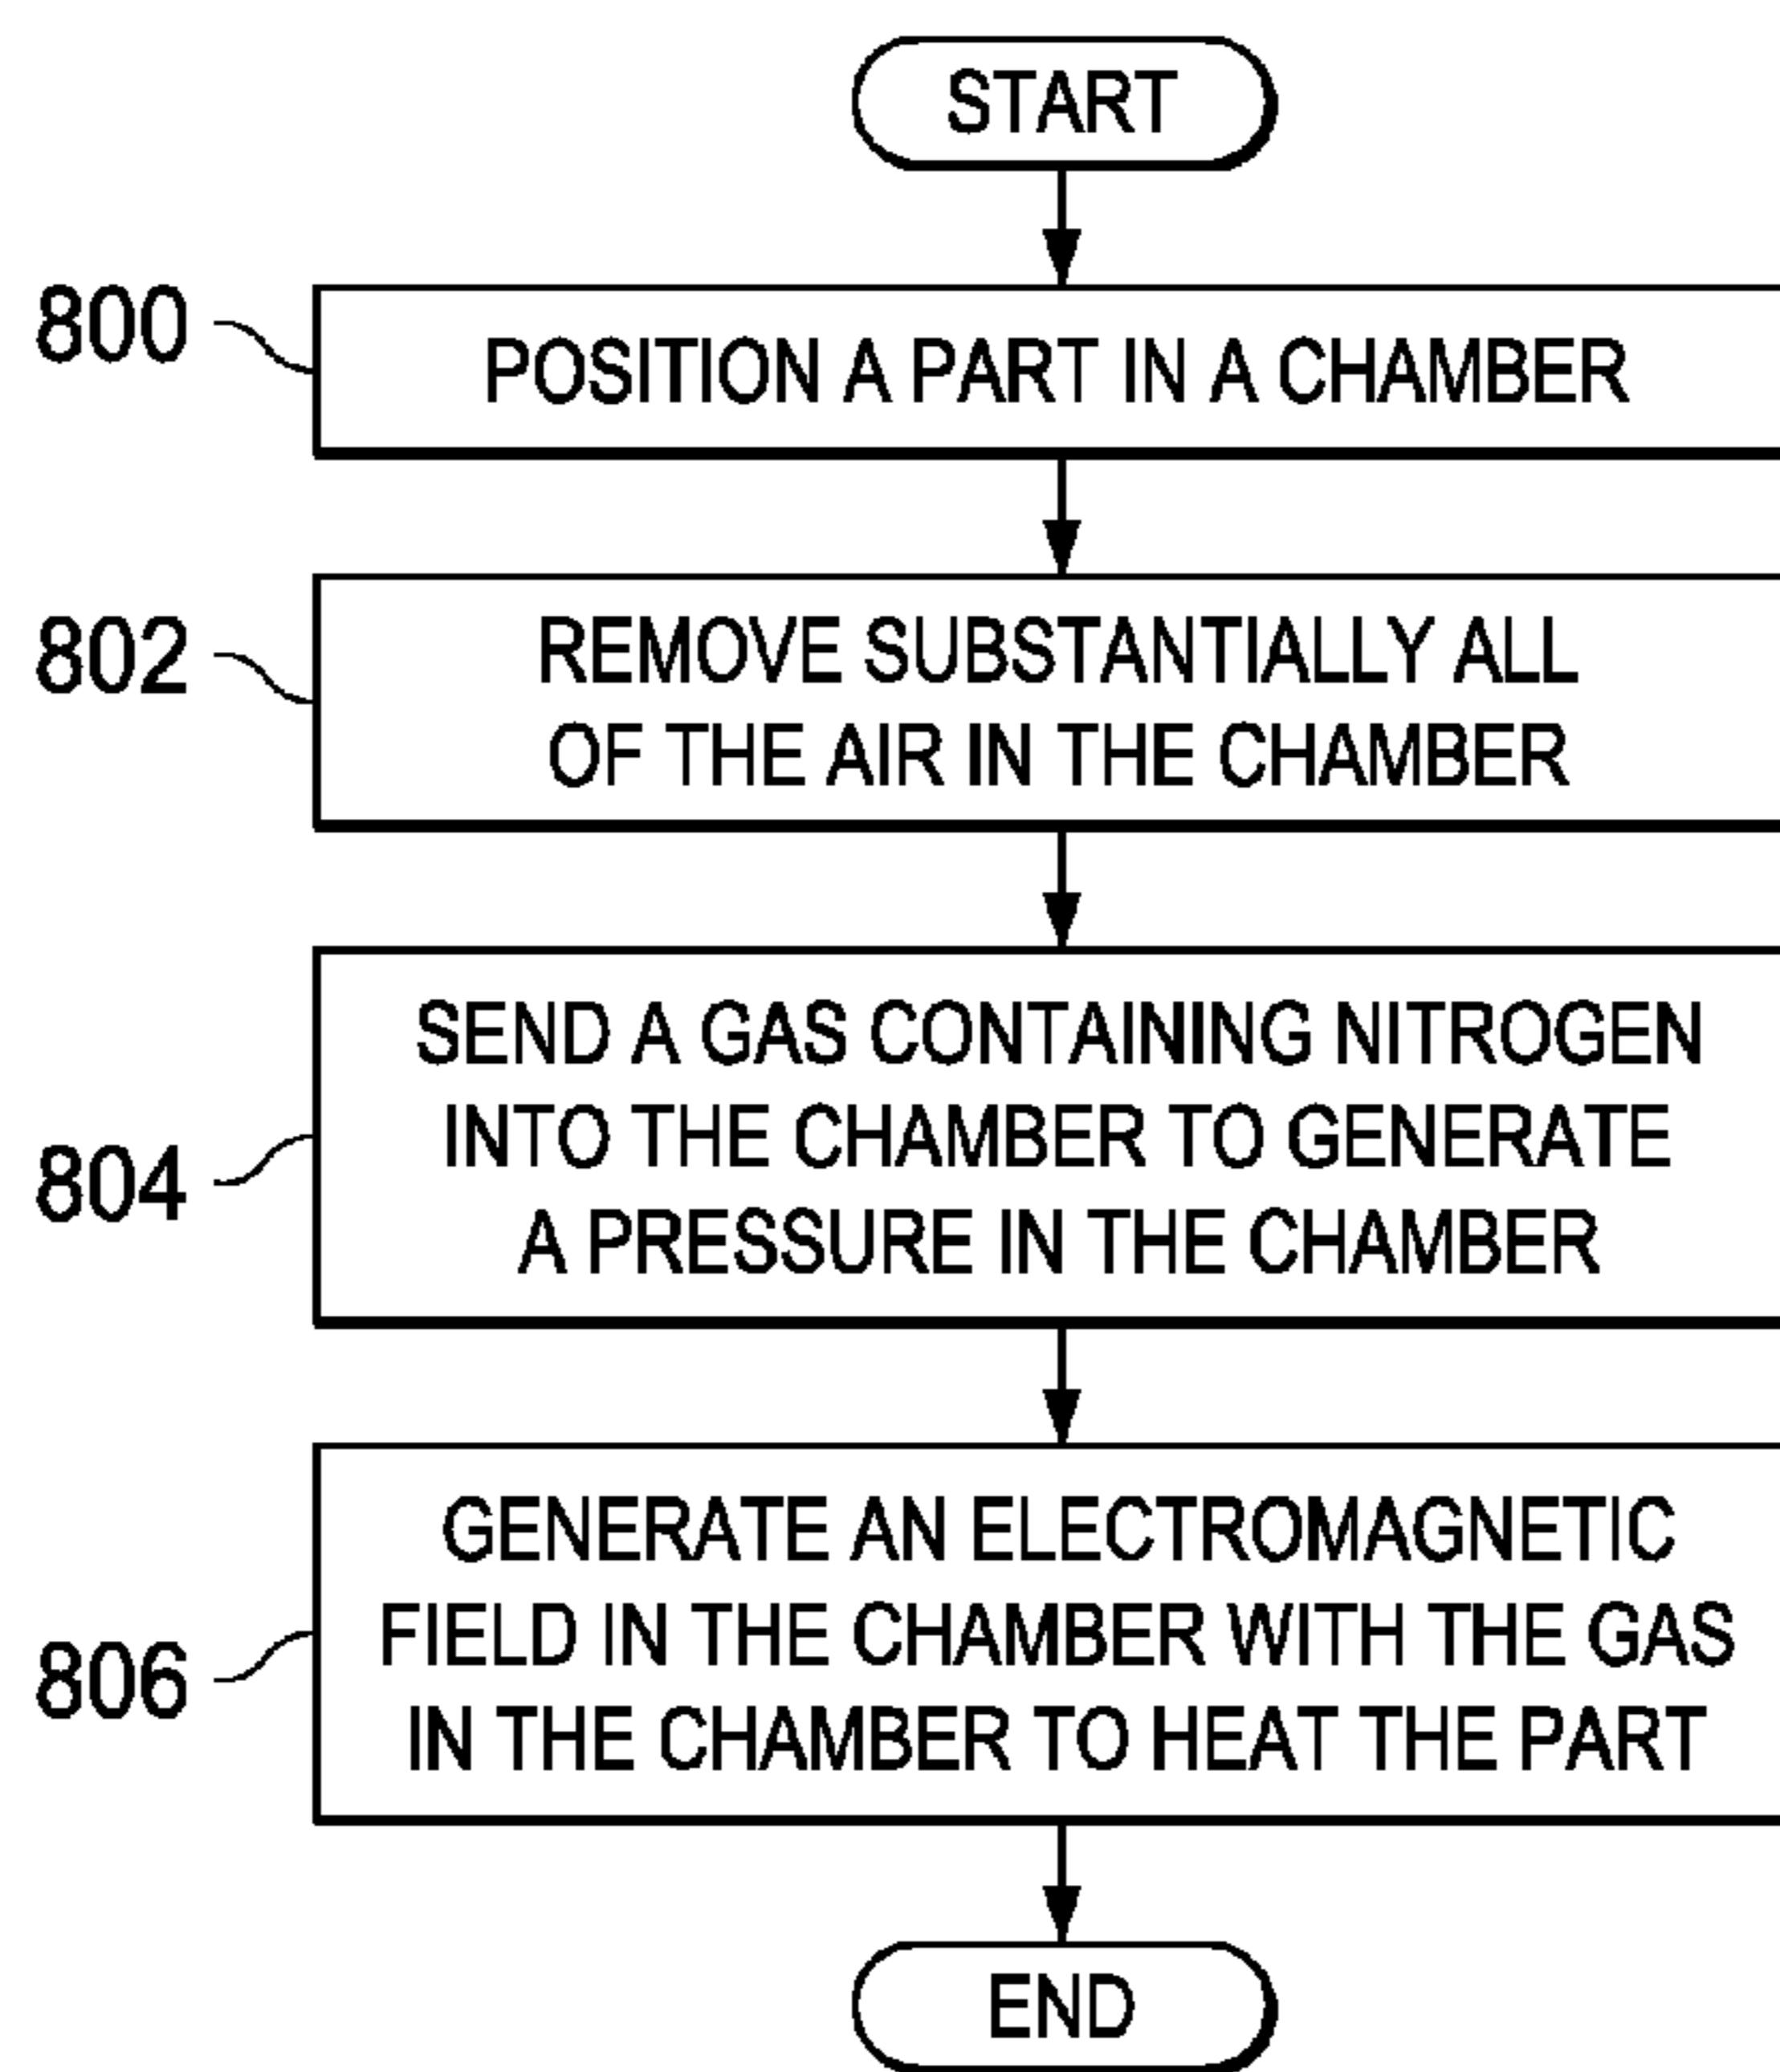 START
800
POSITION A PART IN A CHAMBER
802
REMOVE SUBSTANTIALLY ALL
OF THE AIR IN THE CHAMBER
804
SEND A GAS CONTAINING NITROGEN
INTO THE CHAMBER TO GENERATE
A PRESSURE IN THE CHAMBER
806
GENERATE AN ELECTROMAGNETIC
FIELD IN THE CHAMBER WITH THE GAS
IN THE CHAMBER TO HEAT THE PART
END